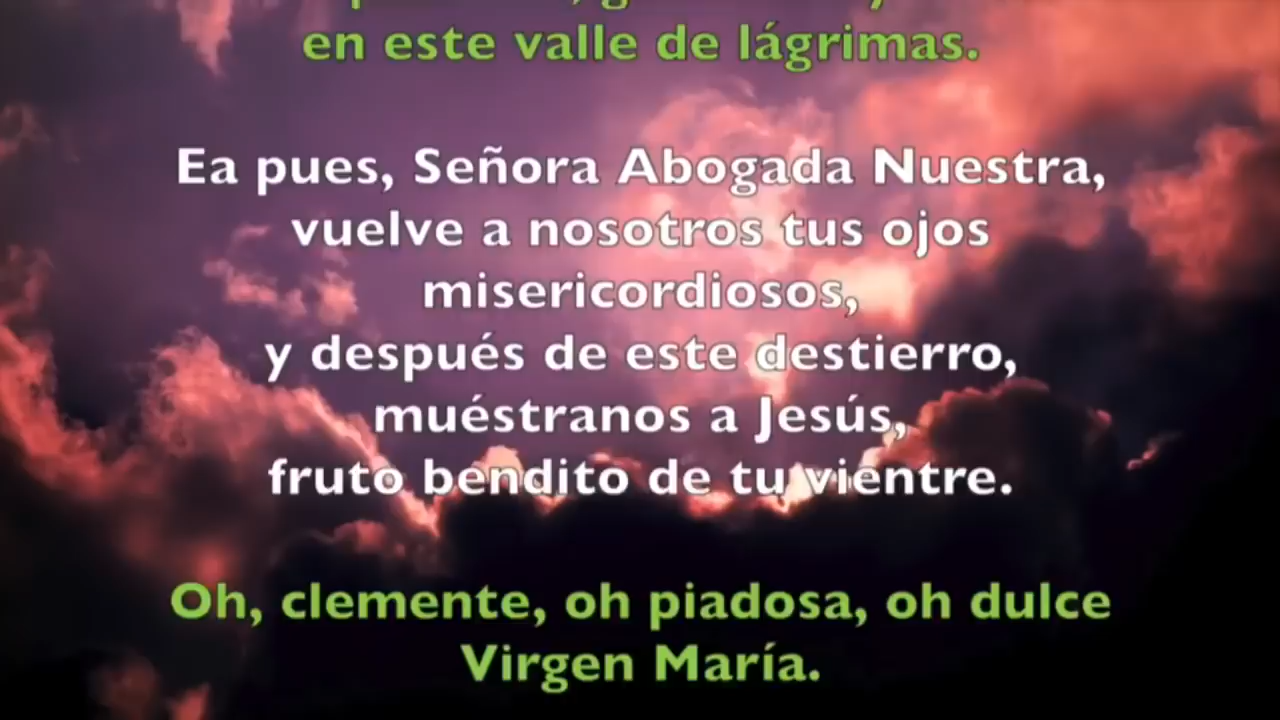 en este valle de lágrimas.
Ea pues, Señora Abogada Nuestra,
vuelve a nosotros tus ojos
misericordiosos,
y después de este destierro,
muéstranos a Jesús,
fruto bendito de tu vientre.
Oh, clemente, oh piadosa, oh dulce
Virgen María.